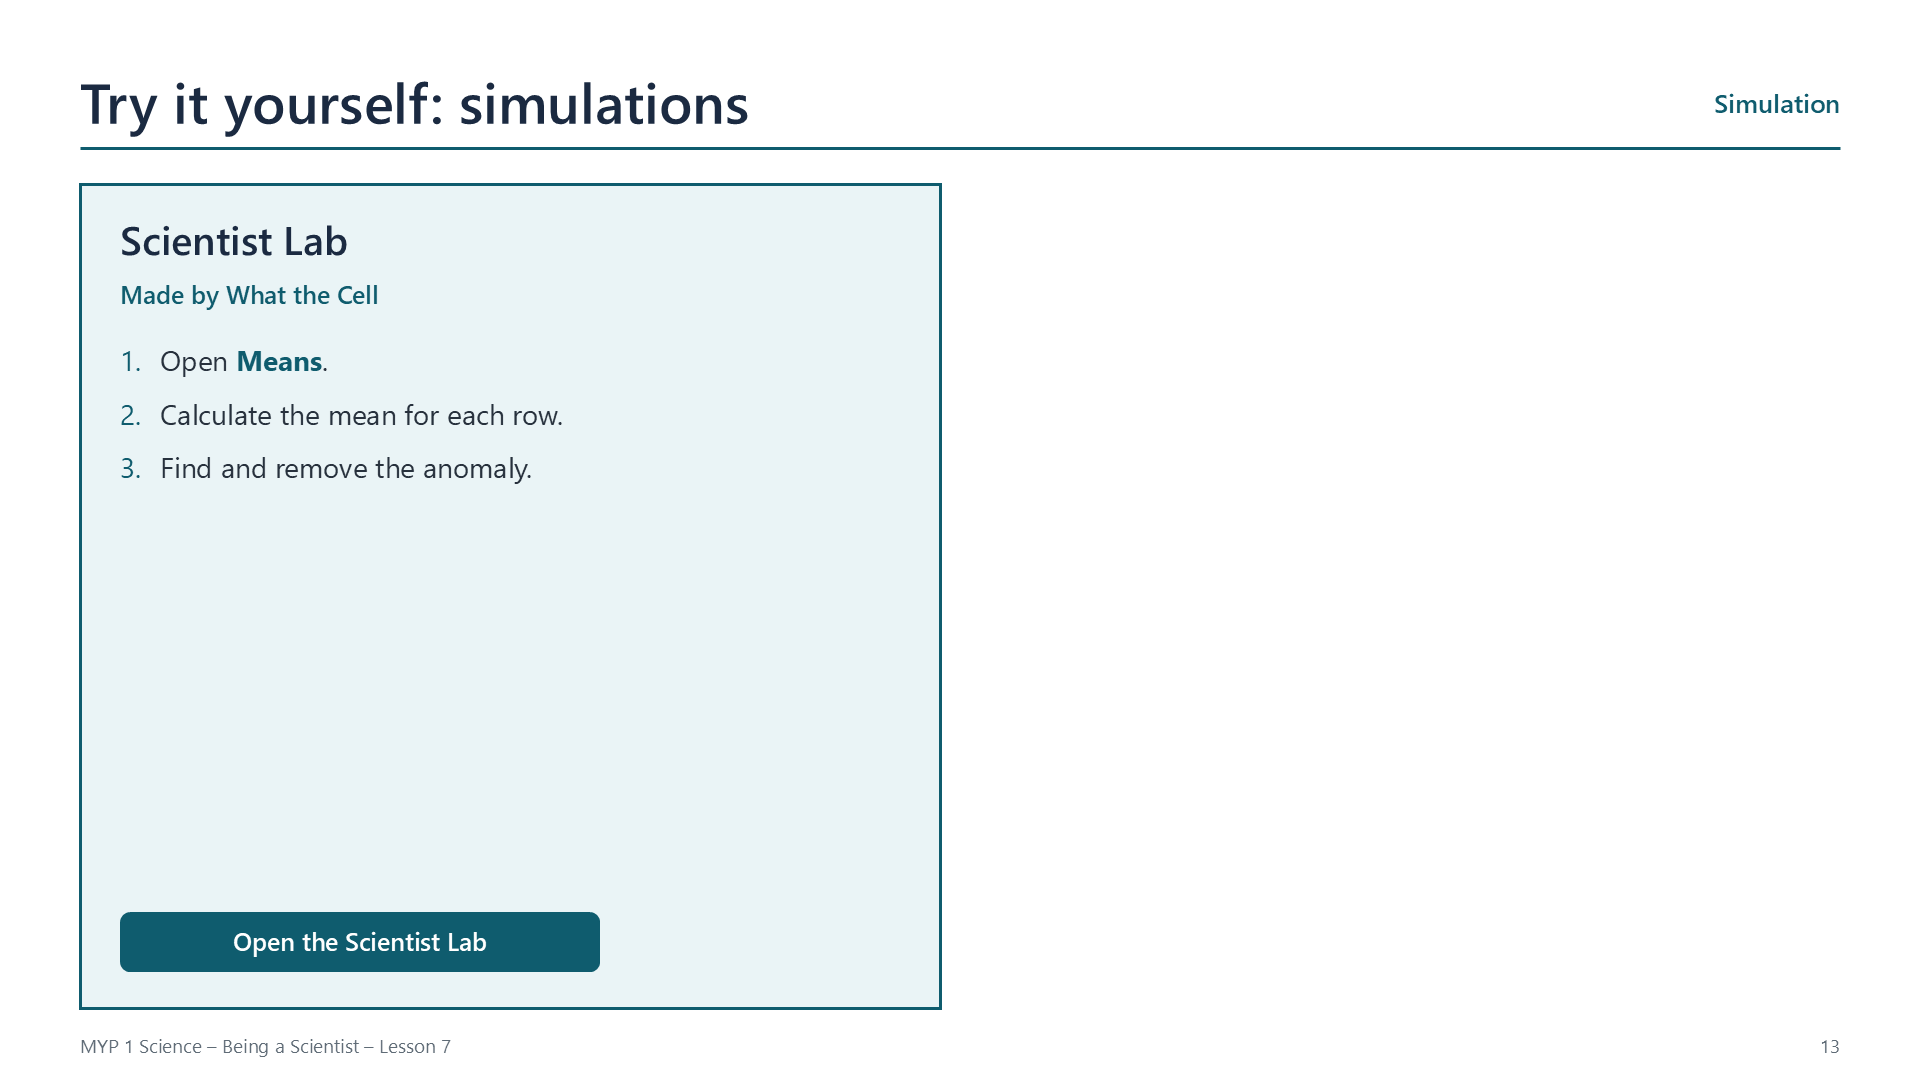 Try it yourself: simulations
Simulation
Scientist Lab
Made by What the Cell
1. Open Means.
2. Calculate the mean for each row.
3. Find and remove the anomaly.
Open the Scientist Lab
MYP 1 Science – Being a Scientist – Lesson 7
13